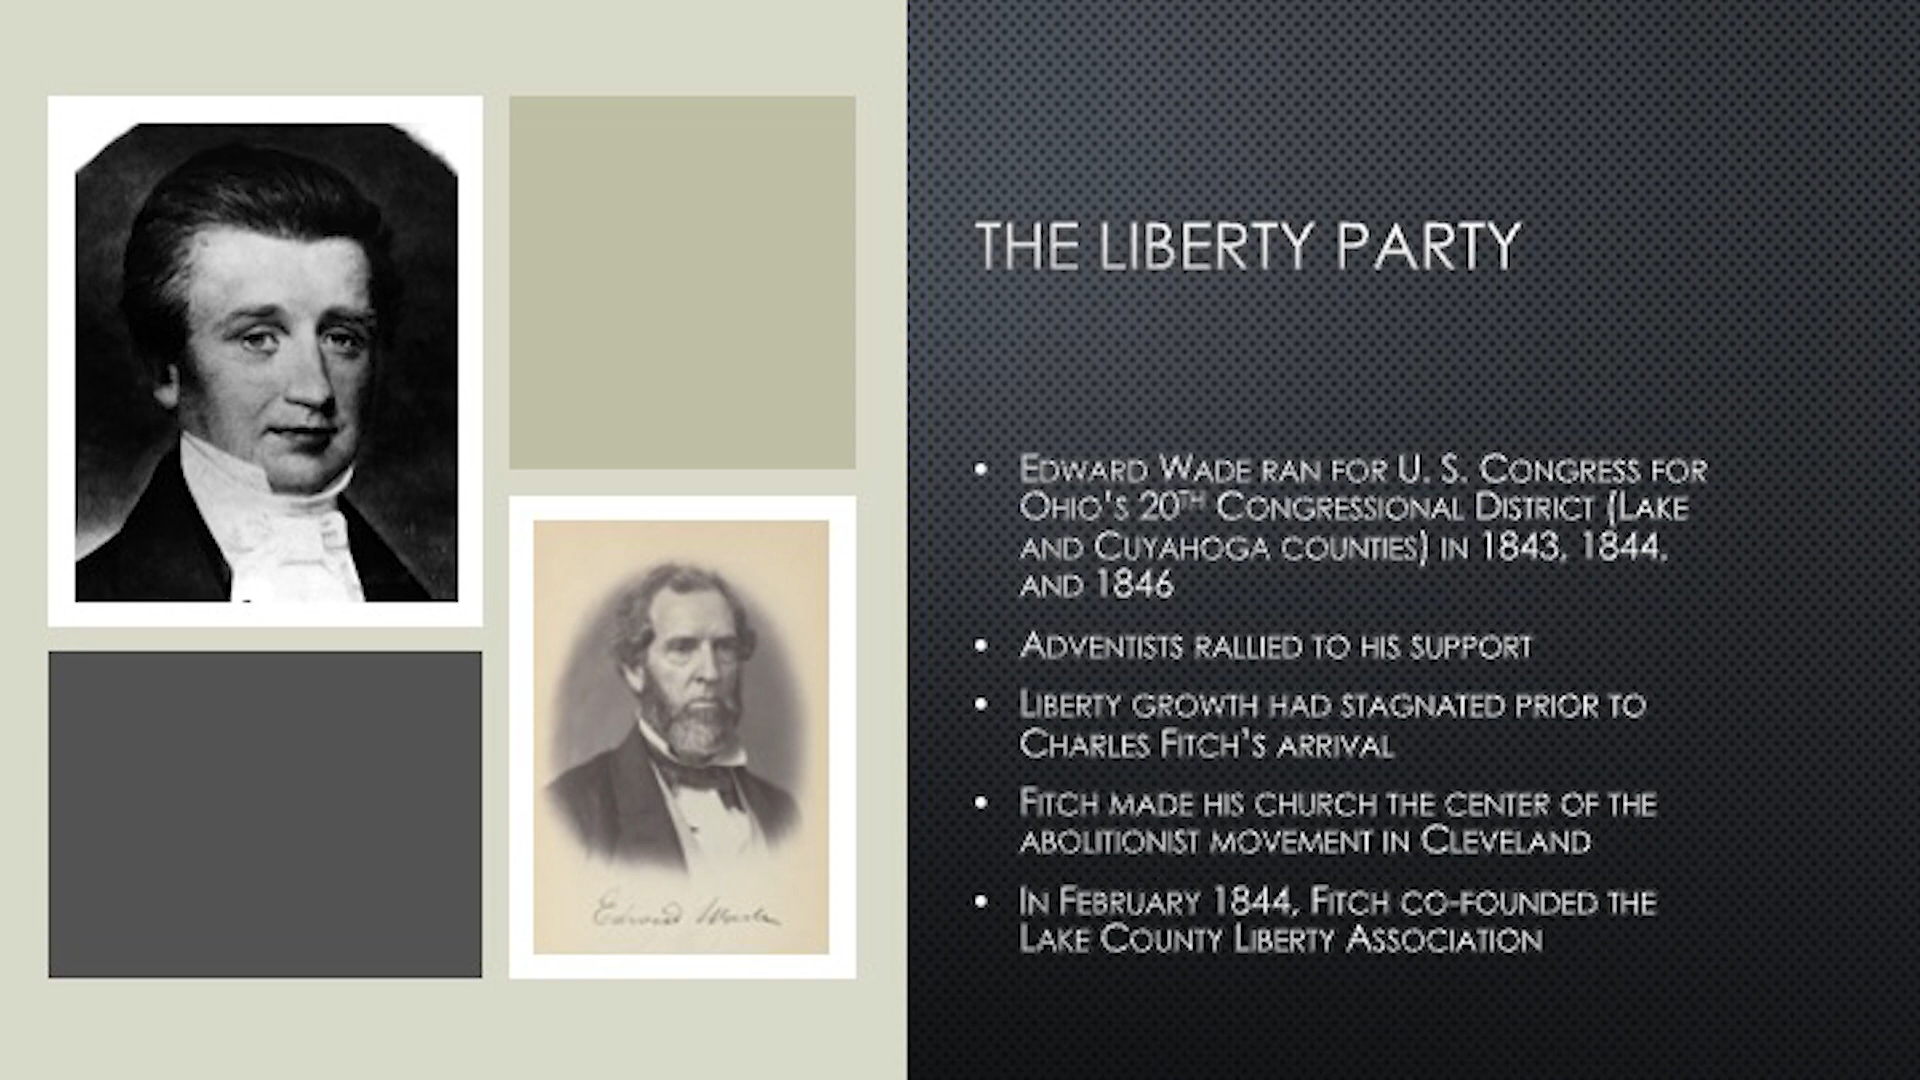 THE LIBERTY PARTY
• EDWARD WADE RAN FOR U. S. CONGRESS FOR
OHIO'S 20TH CONGRESSIONAL DISTRICT (LAKE
AND CUYAHOGA COUNTIES) IN 1843, 1844,
AND 1846
• ADVENTISTS RALLIED TO HIS SUPPORT
• LIBERTY GROWTH HAD STAGNATED PRIOR TO
CHARLES FITCH'S ARRIVAL
• FITCH MADE HIS CHURCH THE CENTER OF THE
ABOLITIONIST MOVEMENT IN CLEVELAND
• IN FEBRUARY 1844, FITCH CO-FOUNDED THE
LAKE COUNTY LIBERTY ASSOCIATION
Edward Wade